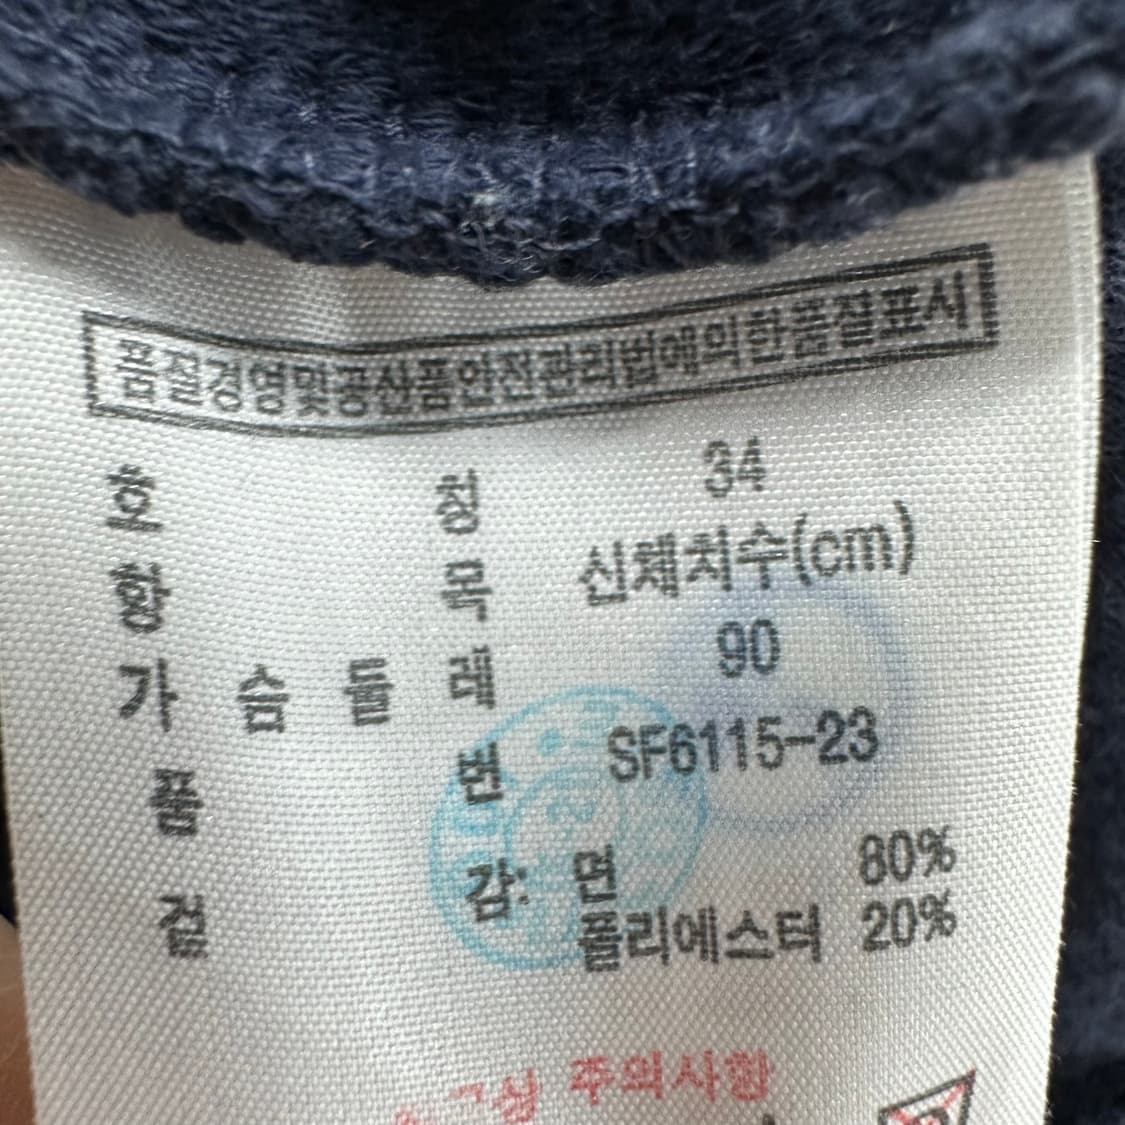 품질경영및공산품안전관리법에의한품질표시
호 칭 34
항 목 신체치수(cm)
가 슴 둘 레 90
품 번 SF6115-23
겉 감: 면 80%
폴리에스터 20%
주의사항